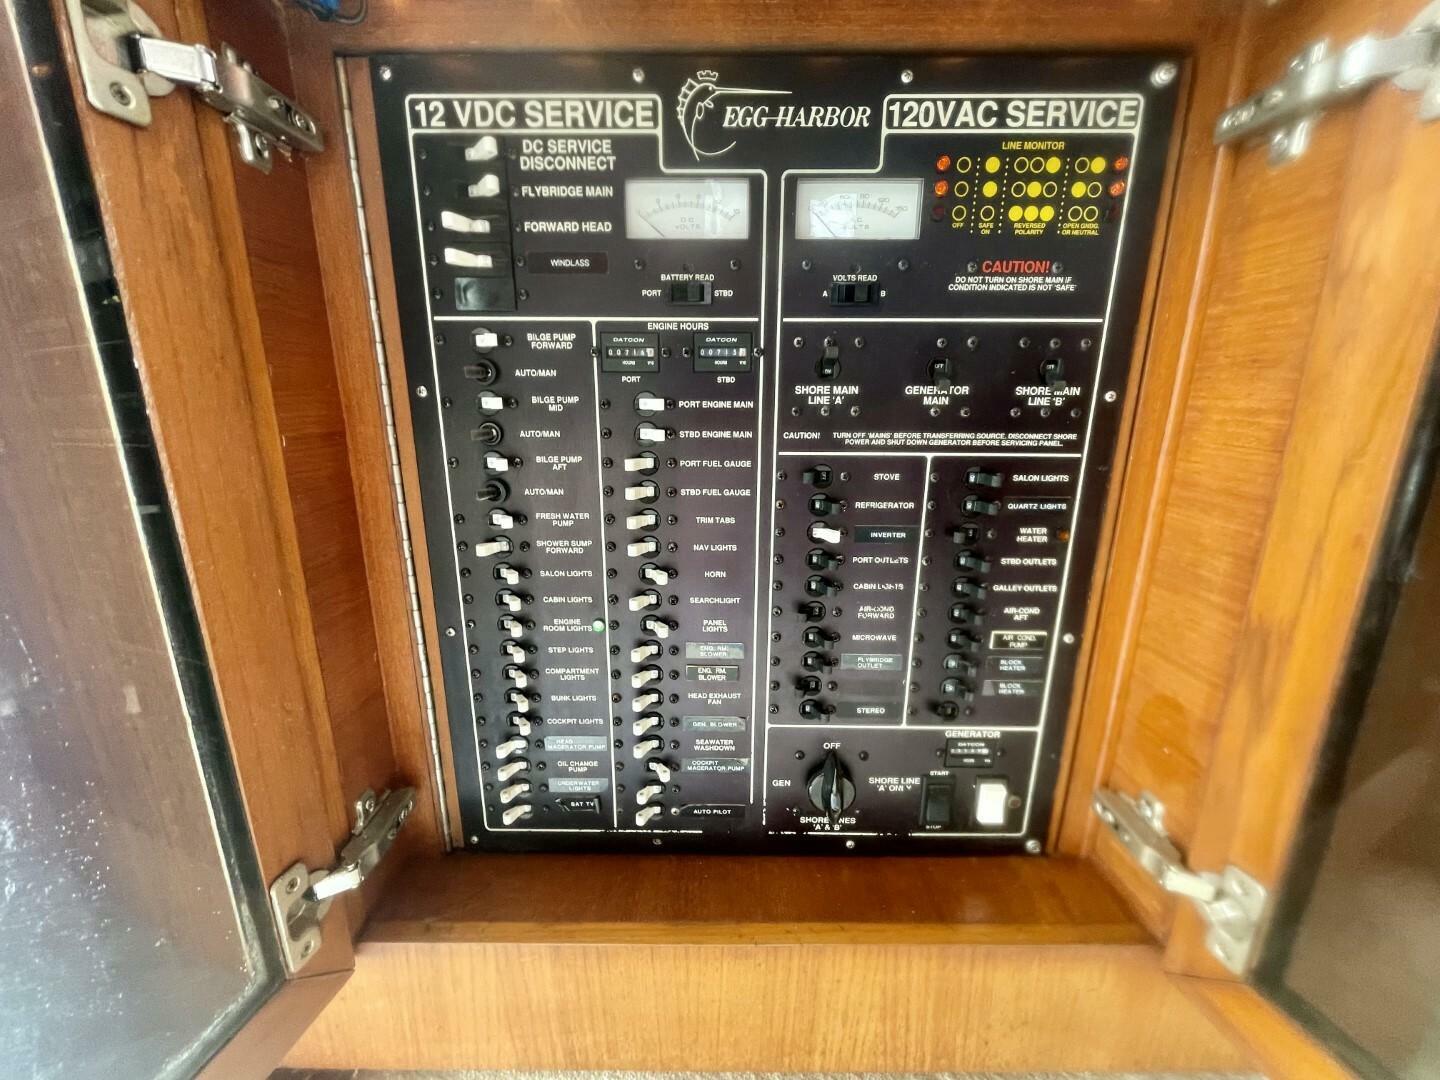 12 VDC SERVICE
EGG HARBOR
120VAC SERVICE
DC SERVICE
DISCONNECT
FLYBRIDGE MAIN
FORWARD HEAD
WINDLASS
D C
VOLTS
BATTERY READ
PORT
STBD
VOLTS
VOLTS READ
A
B
LINE MONITOR
OFF
SAFE
ON
REVERSED
POLARITY
OPEN GNDG.
OR NEUTRAL
CAUTION!
DO NOT TURN ON SHORE MAIN IF
CONDITION INDICATED IS NOT 'SAFE'
BILGE PUMP
FORWARD
AUTO/MAN
BILGE PUMP
MID
AUTO/MAN
BILGE PUMP
AFT
AUTO/MAN
FRESH WATER
PUMP
SHOWER SUMP
FORWARD
SALON LIGHTS
CABIN LIGHTS
ENGINE
ROOM LIGHTS
STEP LIGHTS
COMPARTMENT
LIGHTS
BUNK LIGHTS
COCKPIT LIGHTS
HEAD
MACERATOR PUMP
OIL CHANGE
PUMP
UNDERWATER
LIGHTS
SAT TV
ENGINE HOURS
DATCON
HOURS
PORT
DATCON
HOURS
STBD
PORT ENGINE MAIN
STBD ENGINE MAIN
PORT FUEL GAUGE
STBD FUEL GAUGE
TRIM TABS
NAV LIGHTS
HORN
SEARCHLIGHT
PANEL
LIGHTS
ENG. RM.
BLOWER
ENG. RM.
BLOWER
HEAD EXHAUST
FAN
GEN. BLOWER
SEAWATER
WASHDOWN
COCKPIT
MACERATOR PUMP
AUTO PILOT
SHORE MAIN
LINE 'A'
GENERATOR
MAIN
SHORE MAIN
LINE 'B'
CAUTION! TURN OFF 'MAINS' BEFORE TRANSFERRING SOURCE. DISCONNECT SHORE
POWER AND SHUT DOWN GENERATOR BEFORE SERVICING PANEL.
STOVE
REFRIGERATOR
INVERTER
PORT OUTLETS
CABIN LIGHTS
AIR-COND
FORWARD
MICROWAVE
FLYBRIDGE
OUTLET
STEREO
SALON LIGHTS
QUARTZ LIGHTS
WATER
HEATER
STBD OUTLETS
GALLEY OUTLETS
AIR-COND
AFT
AIR COND.
PUMP
BLOCK
HEATER
BLOCK
HEATER
OFF
GEN
SHORE LINE
'A' ONLY
SHORE LINES
'A' & 'B'
GENERATOR
DATCON
HOURS
START
STOP